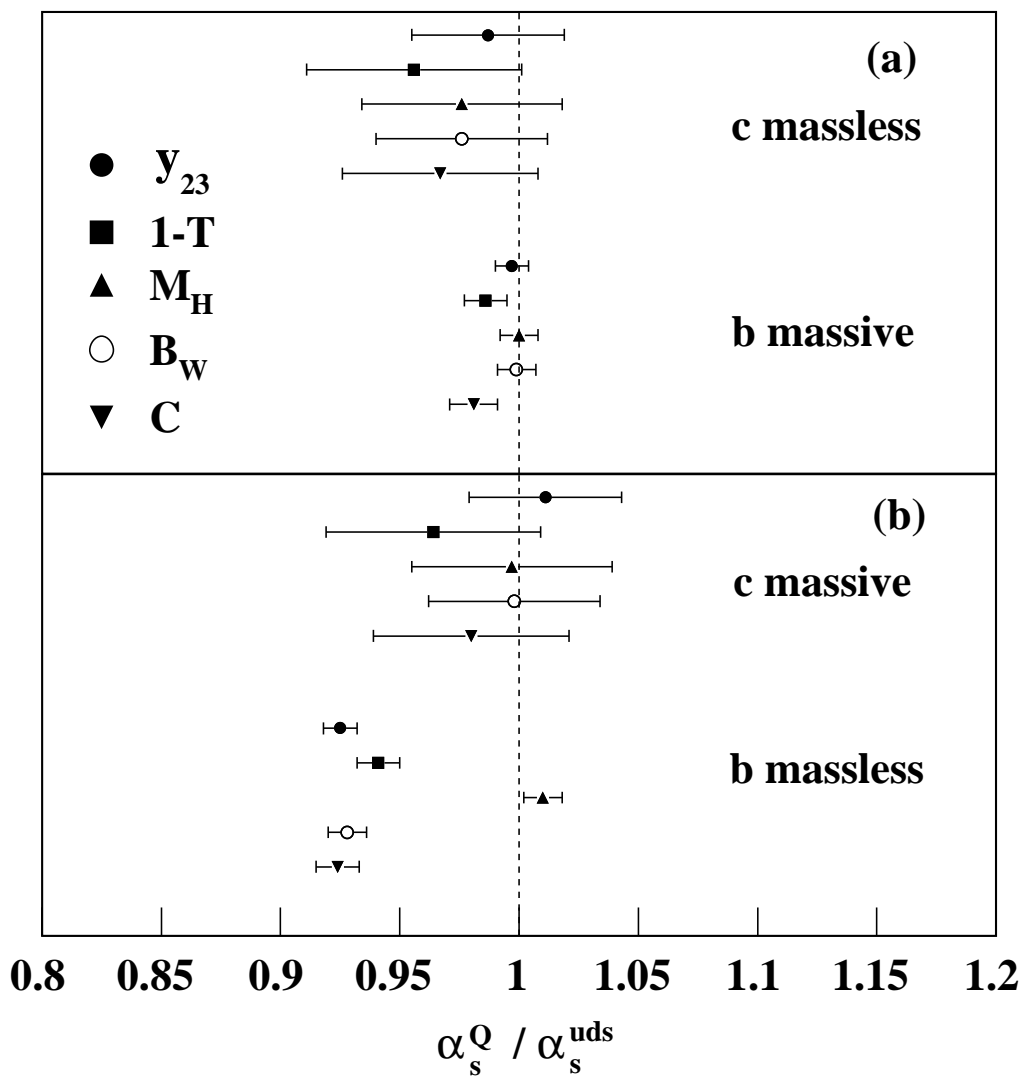 (a)
c massless
y23
1-T
MH
BW
C
b massive
(b)
c massive
b massless
0.8 0.85 0.9 0.95 1 1.05 1.1 1.15 1.2
αsQ / αsuds